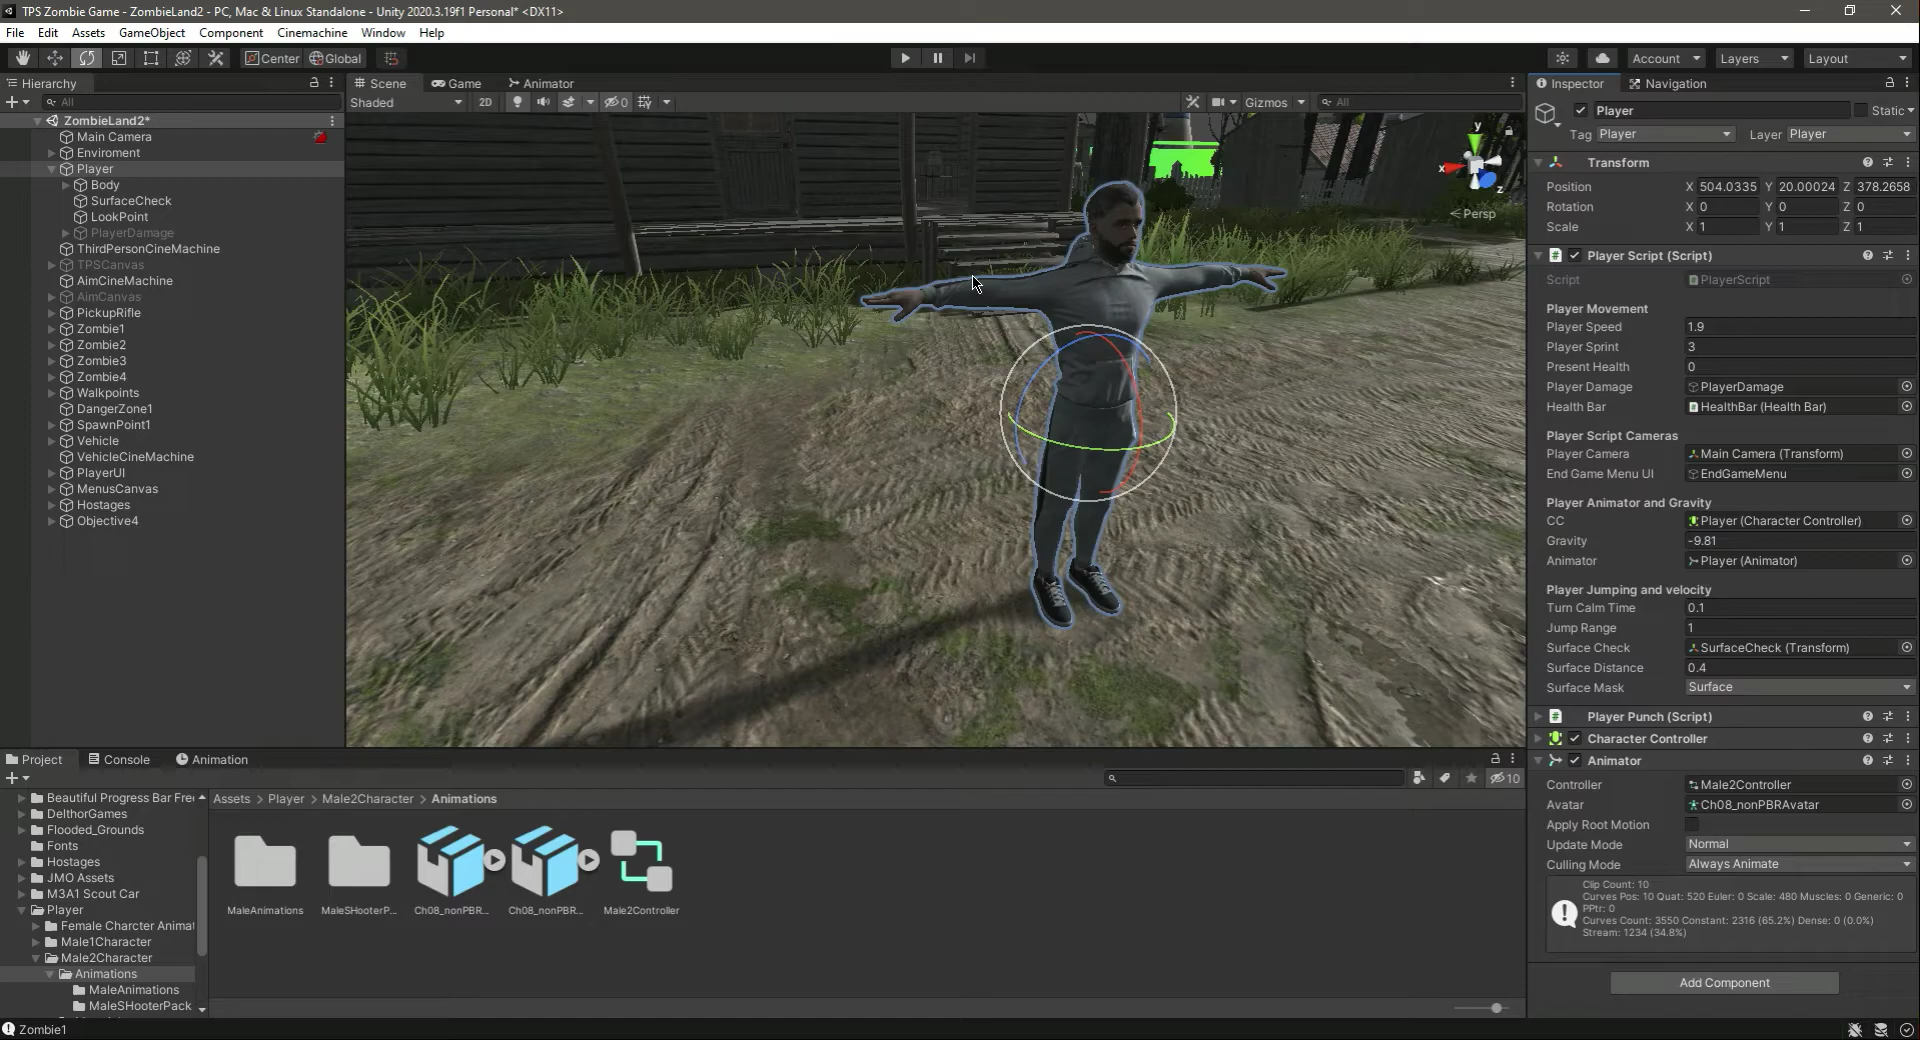 TPS Zombie Game - ZombieLand2 - PC, Mac & Linux Standalone - Unity 2020.3.19f1 Personal* <DX11>
File Edit Assets GameObject Component Cinemachine Window Help
Center Global Account Layers Layout
Hierarchy
All
ZombieLand2*
Main Camera
Enviroment
Player
Body
SurfaceCheck
LookPoint
PlayerDamage
ThirdPersonCineMachine
TPSCanvas
AimCineMachine
AimCanvas
PickupRifle
Zombie1
Zombie2
Zombie3
Zombie4
Walkpoints
DangerZone1
SpawnPoint1
Vehicle
VehicleCineMachine
PlayerUI
MenusCanvas
Hostages
Objective4
Scene Game Animator
Shaded 2D 0 Gizmos All
y
x
z
Persp
Inspector Navigation
Player Static
Tag Player Layer Player
Transform
Position X 504.0335 Y 20.00024 Z 378.2658
Rotation X 0 Y 0 Z 0
Scale X 1 Y 1 Z 1
Player Script (Script)
Script PlayerScript
Player Movement
Player Speed 1.9
Player Sprint 3
Present Health 0
Player Damage PlayerDamage
Health Bar HealthBar (Health Bar)
Player Script Cameras
Player Camera Main Camera (Transform)
End Game Menu UI EndGameMenu
Player Animator and Gravity
CC Player (Character Controller)
Gravity -9.81
Animator Player (Animator)
Player Jumping and velocity
Turn Calm Time 0.1
Jump Range 1
Surface Check SurfaceCheck (Transform)
Surface Distance 0.4
Surface Mask Surface
Player Punch (Script)
Character Controller
Animator
Controller Male2Controller
Avatar Ch08_nonPBRAvatar
Apply Root Motion
Update Mode Normal
Culling Mode Always Animate
Clip Count: 10
Curves Pos: 10 Quat: 520 Euler: 0 Scale: 480 Muscles: 0 Generic: 0
PPtr: 0
Curves Count: 3550 Constant: 2316 (65.2%) Dense: 0 (0.0%)
Stream: 1234 (34.8%)
Add Component
Project Console Animation
10
Beautiful Progress Bar Free
DelthorGames
Flooded_Grounds
Fonts
Hostages
JMO Assets
M3A1 Scout Car
Player
Female Charcter Animat
Male1Character
Male2Character
Animations
MaleAnimations
MaleSHooterPack
Assets > Player > Male2Character > Animations
MaleAnimations MaleSHooterP... Ch08_nonPBR... Ch08_nonPBR... Male2Controller
Zombie1